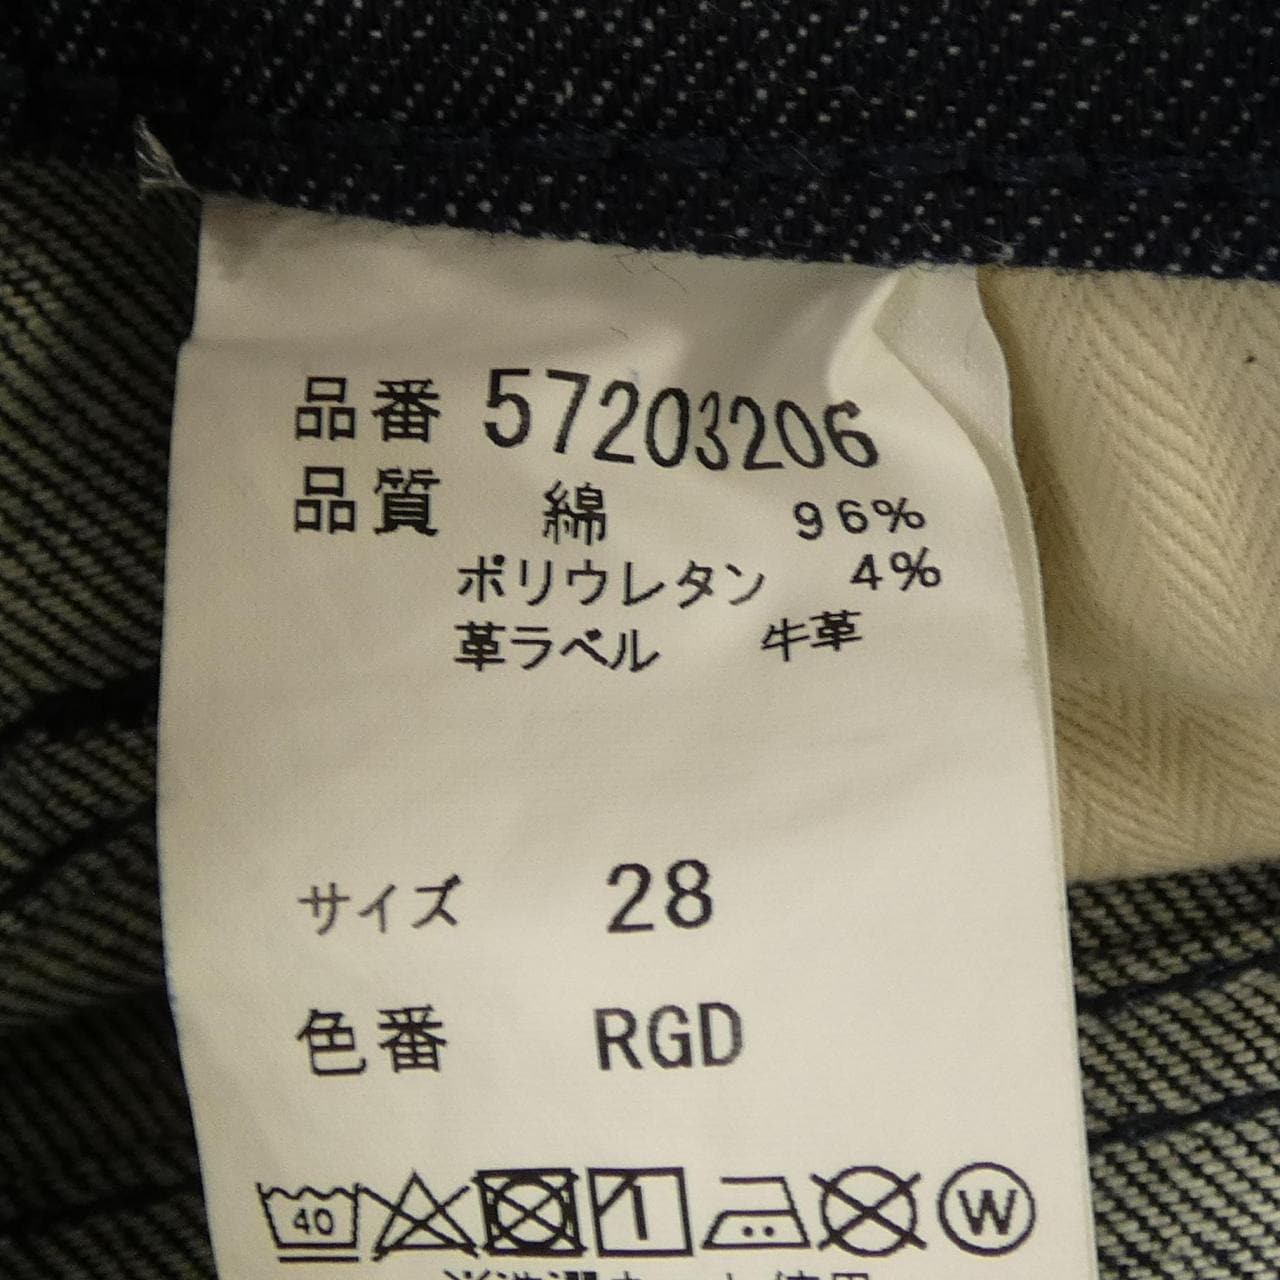 品番 57203206
品質 綿 96%
ポリウレタン 4%
革ラベル 牛革
サイズ 28
色番 RGD
40 W